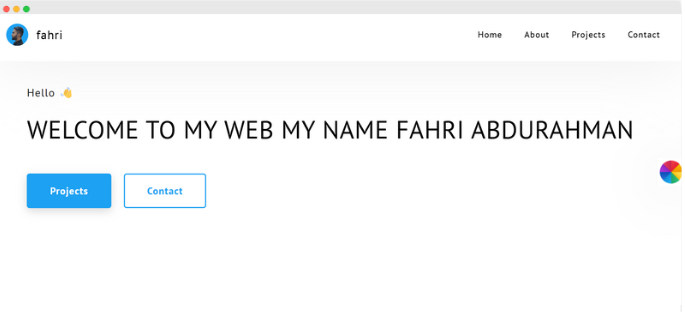 fahri
Home About Projects Contact
Hello 👋
WELCOME TO MY WEB MY NAME FAHRI ABDURAHMAN
Projects Contact